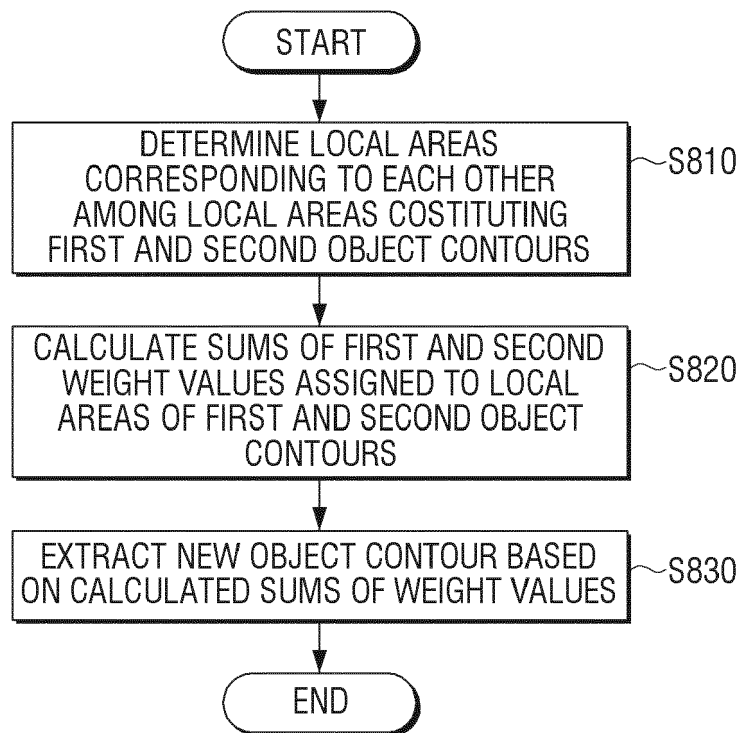 START
DETERMINE LOCAL AREAS
CORRESPONDING TO EACH OTHER
AMONG LOCAL AREAS COSTITUTING
FIRST AND SECOND OBJECT CONTOURS
S810
CALCULATE SUMS OF FIRST AND SECOND
WEIGHT VALUES ASSIGNED TO LOCAL
AREAS OF FIRST AND SECOND OBJECT
CONTOURS
S820
EXTRACT NEW OBJECT CONTOUR BASED
ON CALCULATED SUMS OF WEIGHT VALUES
S830
END